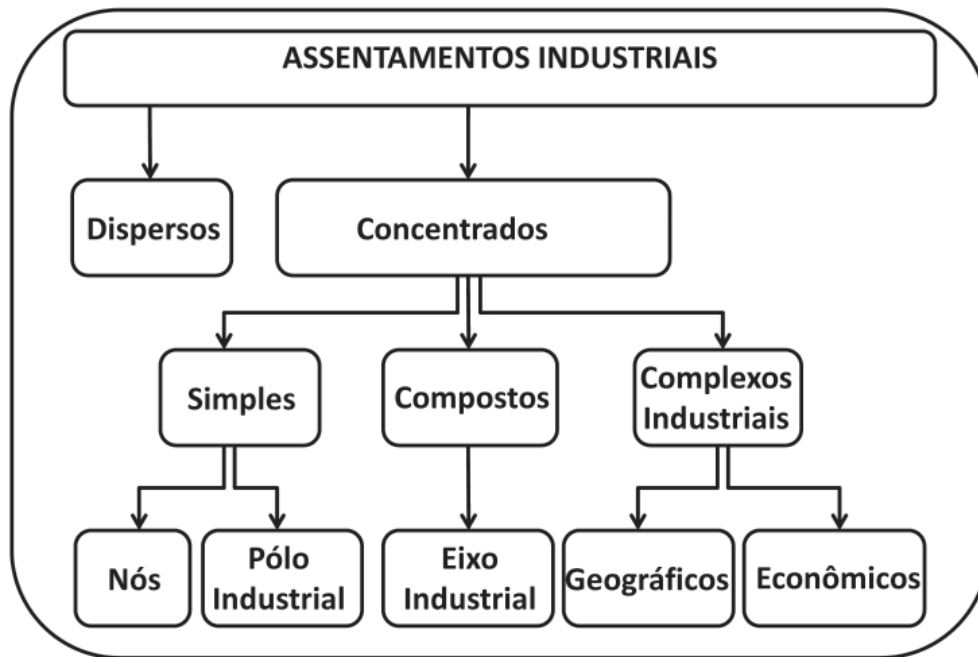 ASSENTAMENTOS INDUSTRIAIS
Dispersos
Concentrados
Simples
Compostos
Complexos
Industriais
Nós
Pólo
Industrial
Eixo
Industrial
Geográficos
Econômicos